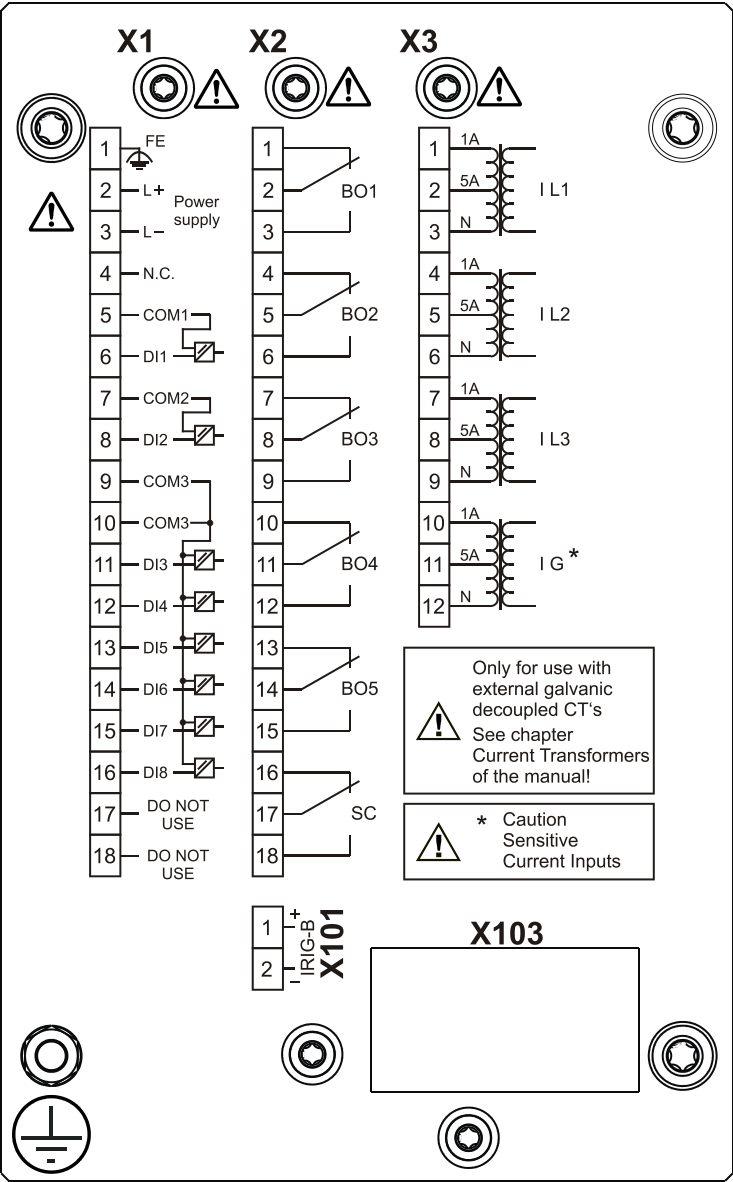 X1
X2
X3
1 FE
2 L+
3 L−
Power
supply
4 N.C.
5 COM1
6 DI1
7 COM2
8 DI2
9 COM3
10 COM3
11 DI3
12 DI4
13 DI5
14 DI6
15 DI7
16 DI8
17 DO NOT
USE
18 DO NOT
USE
1
2 BO1
3
4
5 BO2
6
7
8 BO3
9
10
11 BO4
12
13
14 BO5
15
16
17 SC
18
1 1A
2 5A I L1
3 N
4 1A
5 5A I L2
6 N
7 1A
8 5A I L3
9 N
10 1A
11 5A I G*
12 N
Only for use with
external galvanic
decoupled CT‘s
See chapter
Current Transformers
of the manual!
* Caution
Sensitive
Current Inputs
1 +
2 −
IRIG-B
X101
X103